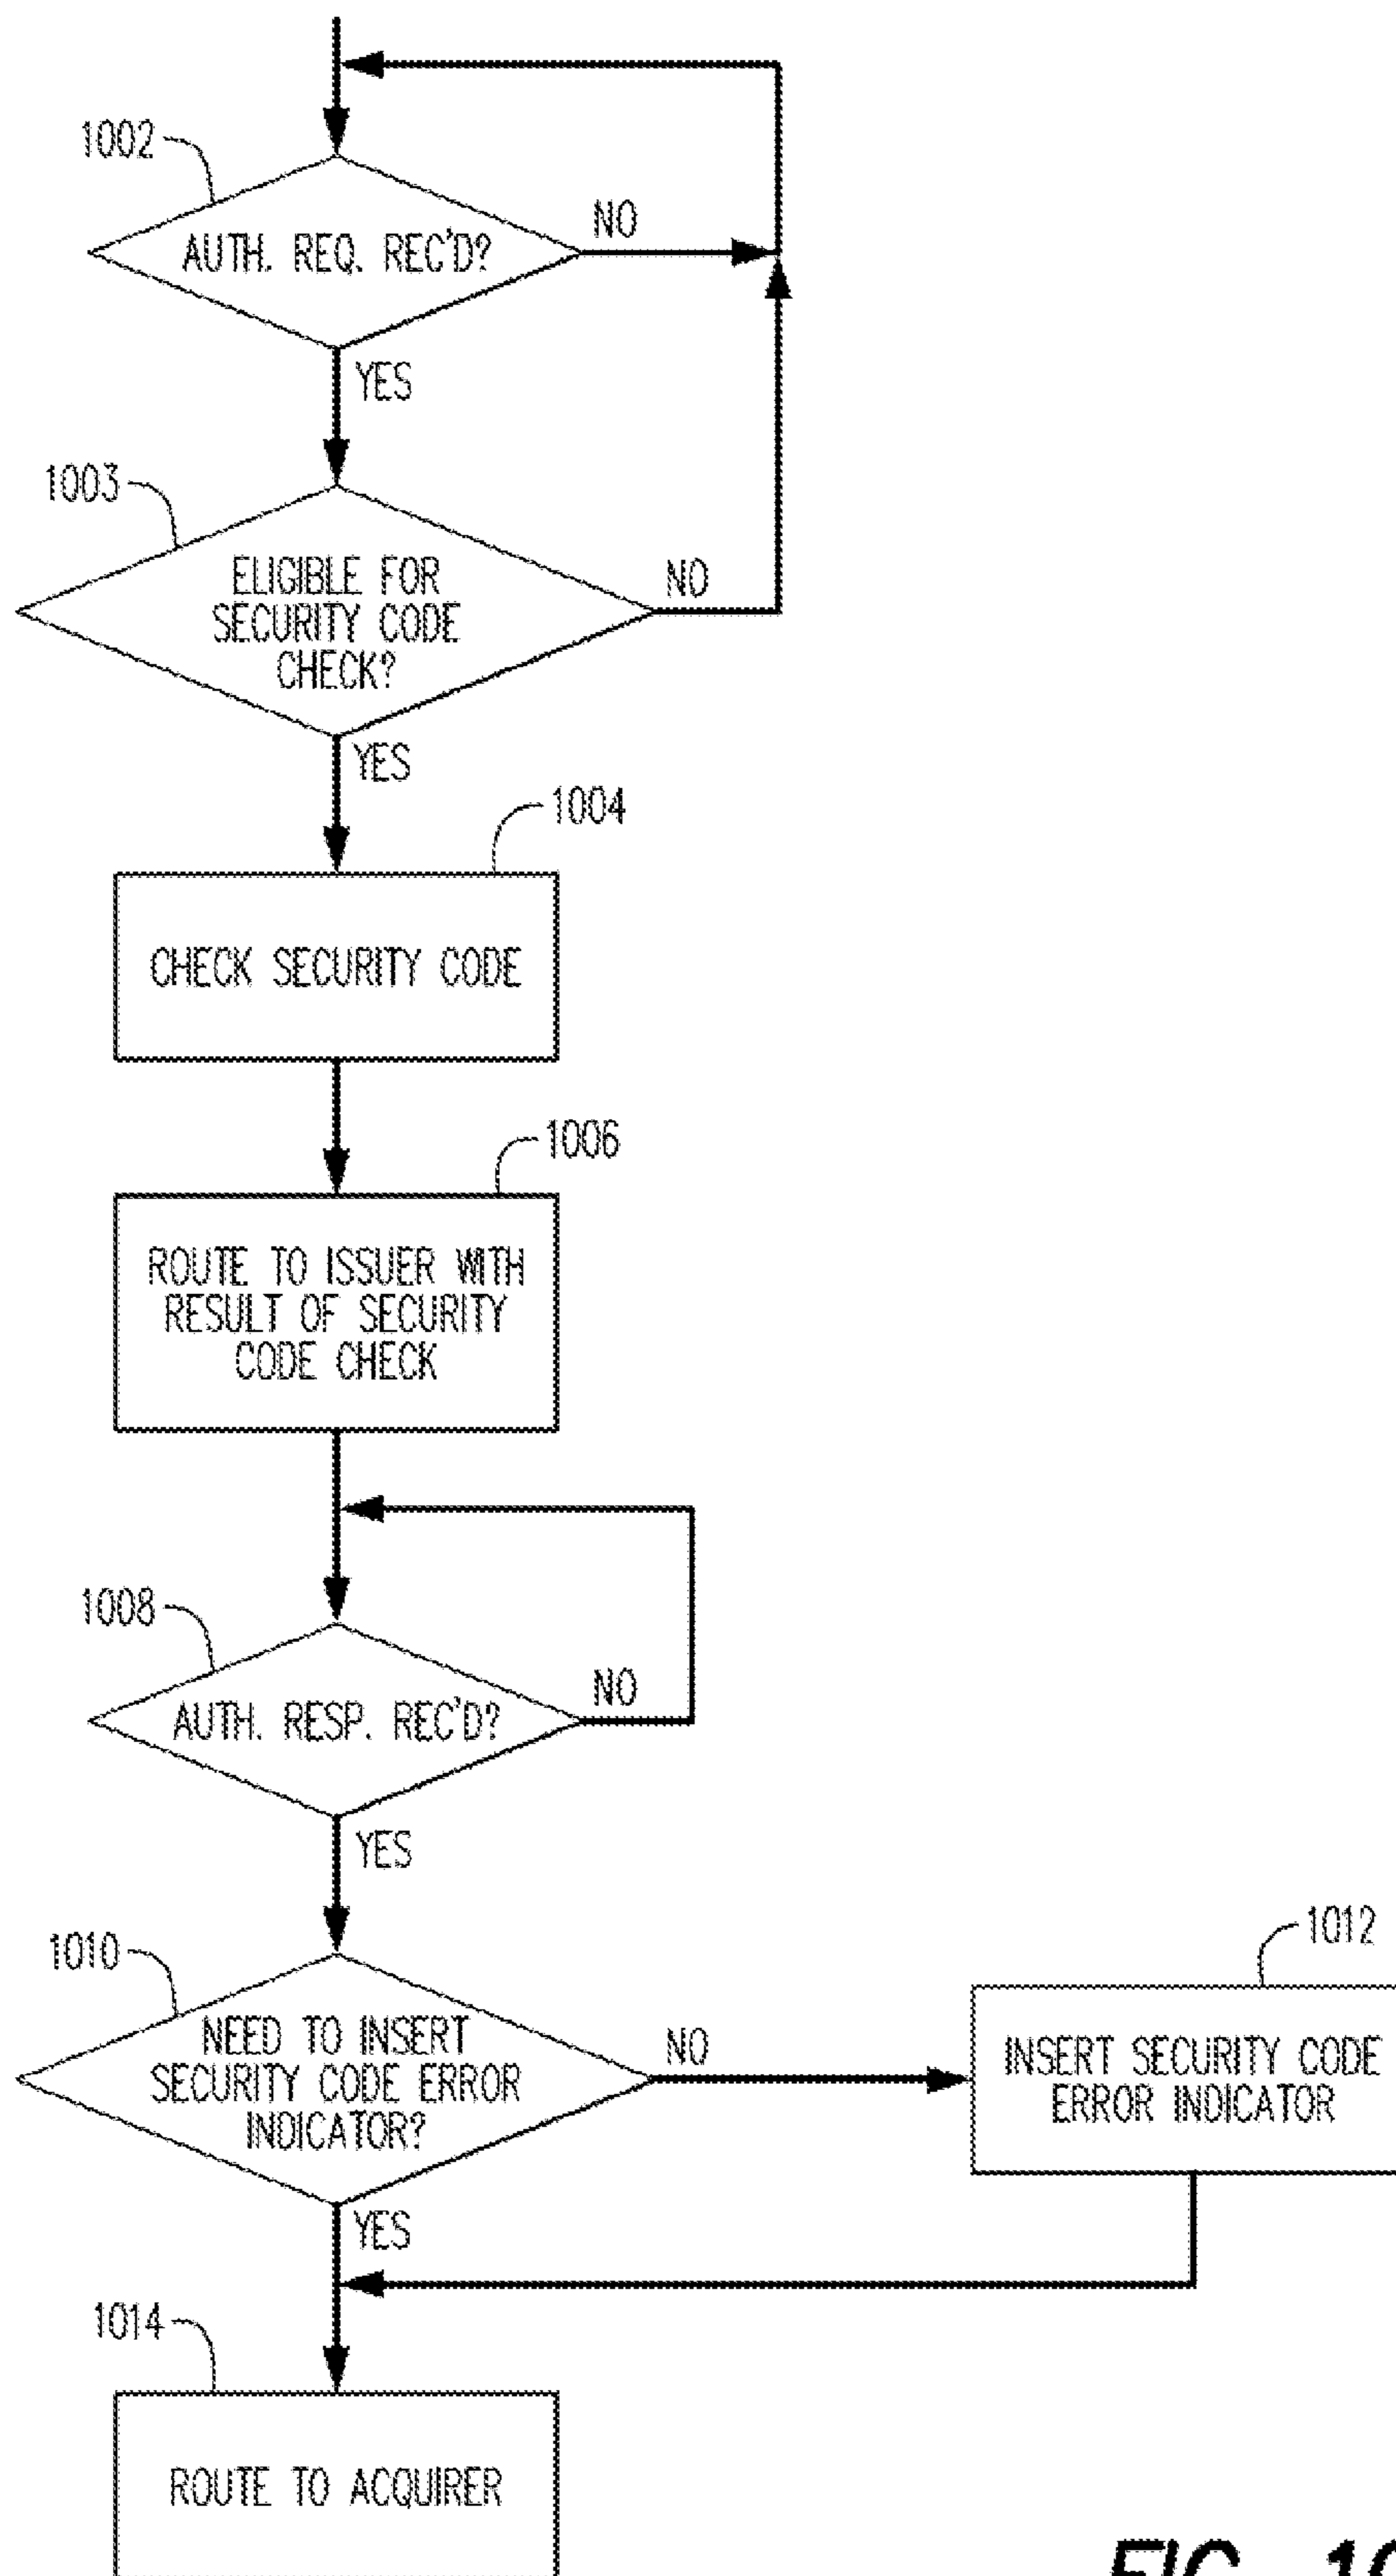 1002
AUTH. REQ. REC'D?
NO
YES
1003
ELIGIBLE FOR
SECURITY CODE
CHECK?
NO
YES
1004
CHECK SECURITY CODE
1006
ROUTE TO ISSUER WITH
RESULT OF SECURITY
CODE CHECK
1008
AUTH. RESP. REC'D?
NO
YES
1010
NEED TO INSERT
SECURITY CODE ERROR
INDICATOR?
NO
1012
INSERT SECURITY CODE
ERROR INDICATOR
YES
1014
ROUTE TO ACQUIRER
FIG. 10